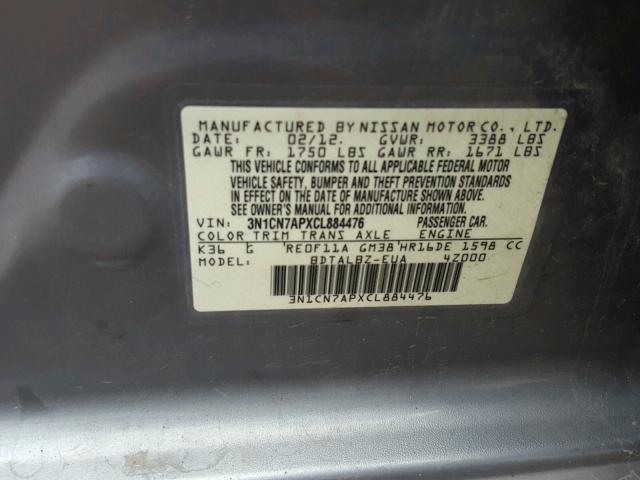 MANUFACTURED BY NISSAN MOTOR CO., LTD.
DATE: 02/12. GVWR: 3388 LBS
GAWR FR: 1750 LBS GAWR RR: 1671 LBS
THIS VEHICLE CONFORMS TO ALL APPLICABLE FEDERAL MOTOR
VEHICLE SAFETY, BUMPER AND THEFT PREVENTION STANDARDS
IN EFFECT ON THE DATE OF MANUFACTURE SHOWN ABOVE.
SEE OWNER'S MANUAL FOR ADDITIONAL INFORMATION.
VIN: 3N1CN7APXCL884476 PASSENGER CAR.
COLOR TRIM TRANS AXLE ENGINE
K36 G RE0F11A GM38 HR16DE 1598 CC
MODEL: BDTALBZ-EUA 4Z000
3N1CN7APXCL884476